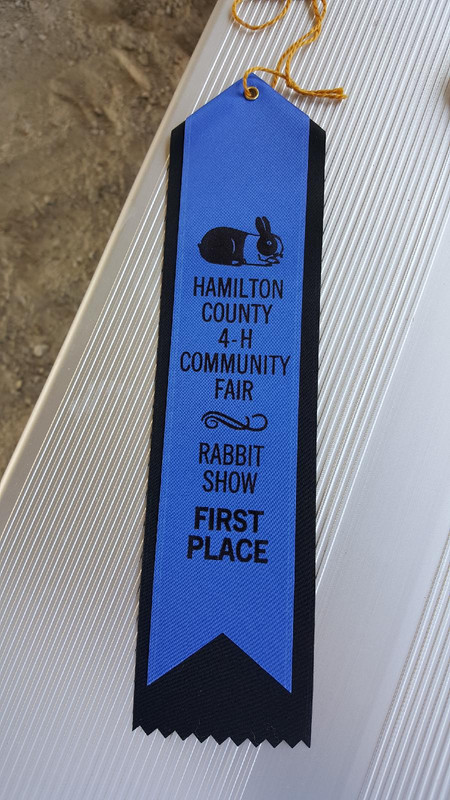 HAMILTON
COUNTY
4-H
COMMUNITY
FAIR
RABBIT
SHOW
FIRST
PLACE